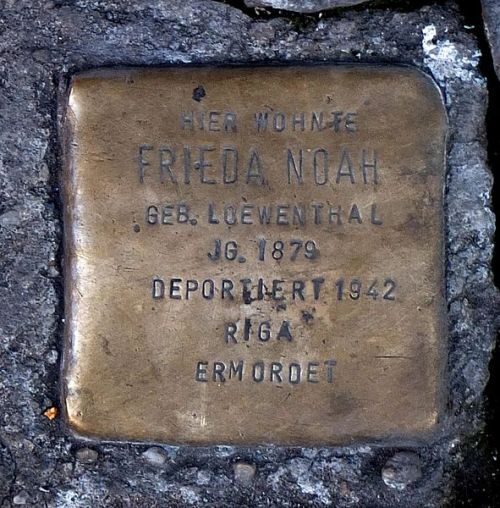 HIER WOHNTE
FRIEDA NOAH
GEB. LOEWENTHAL
JG. 1879
DEPORTIERT 1942
RIGA
ERMORDET